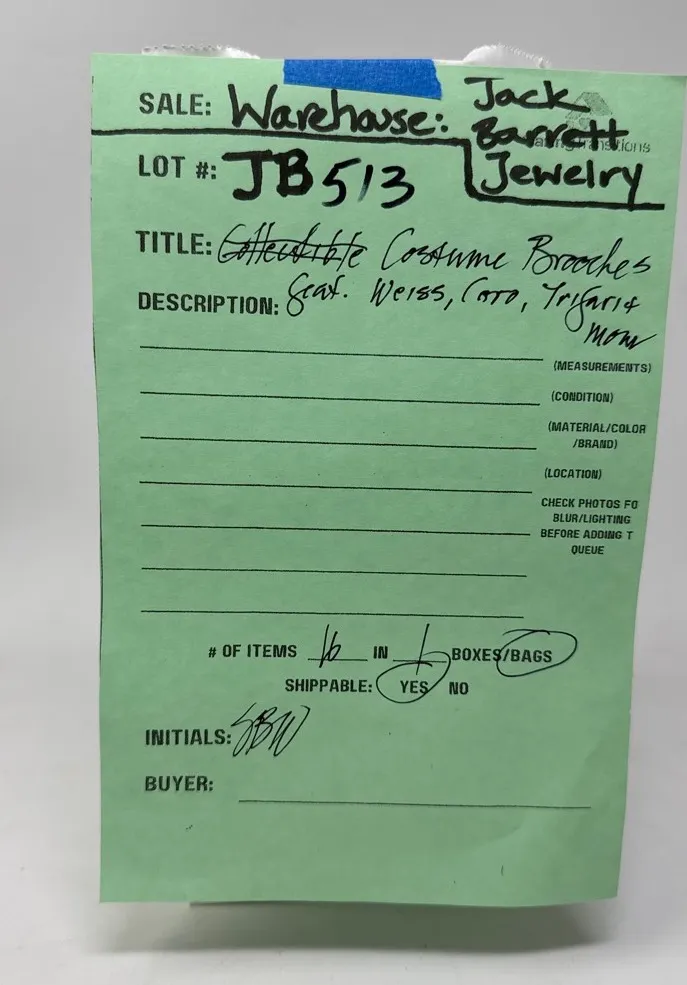 SALE: Warehouse: Jack
Barrett
LOT #: JB513 Jewelry
TITLE: Collectible Costume Brooches
DESCRIPTION: feat. Weiss, Coro, Trifari &
more
(MEASUREMENTS)
(CONDITION)
(MATERIAL/COLOR
/BRAND)
(LOCATION)
CHECK PHOTOS FO
BLUR/LIGHTING
BEFORE ADDING T
QUEUE
# OF ITEMS 16 IN 1 BOXES/BAGS
SHIPPABLE: YES NO
INITIALS: SBW
BUYER: